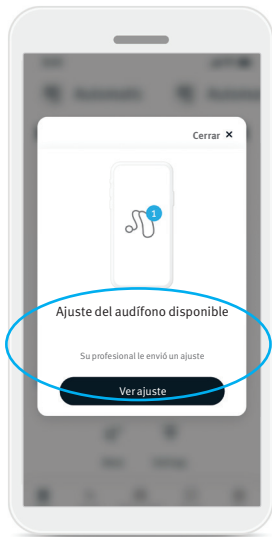 Cerrar ×
1
Ajuste del audífono disponible
Su profesional le envió un ajuste
Ver ajuste